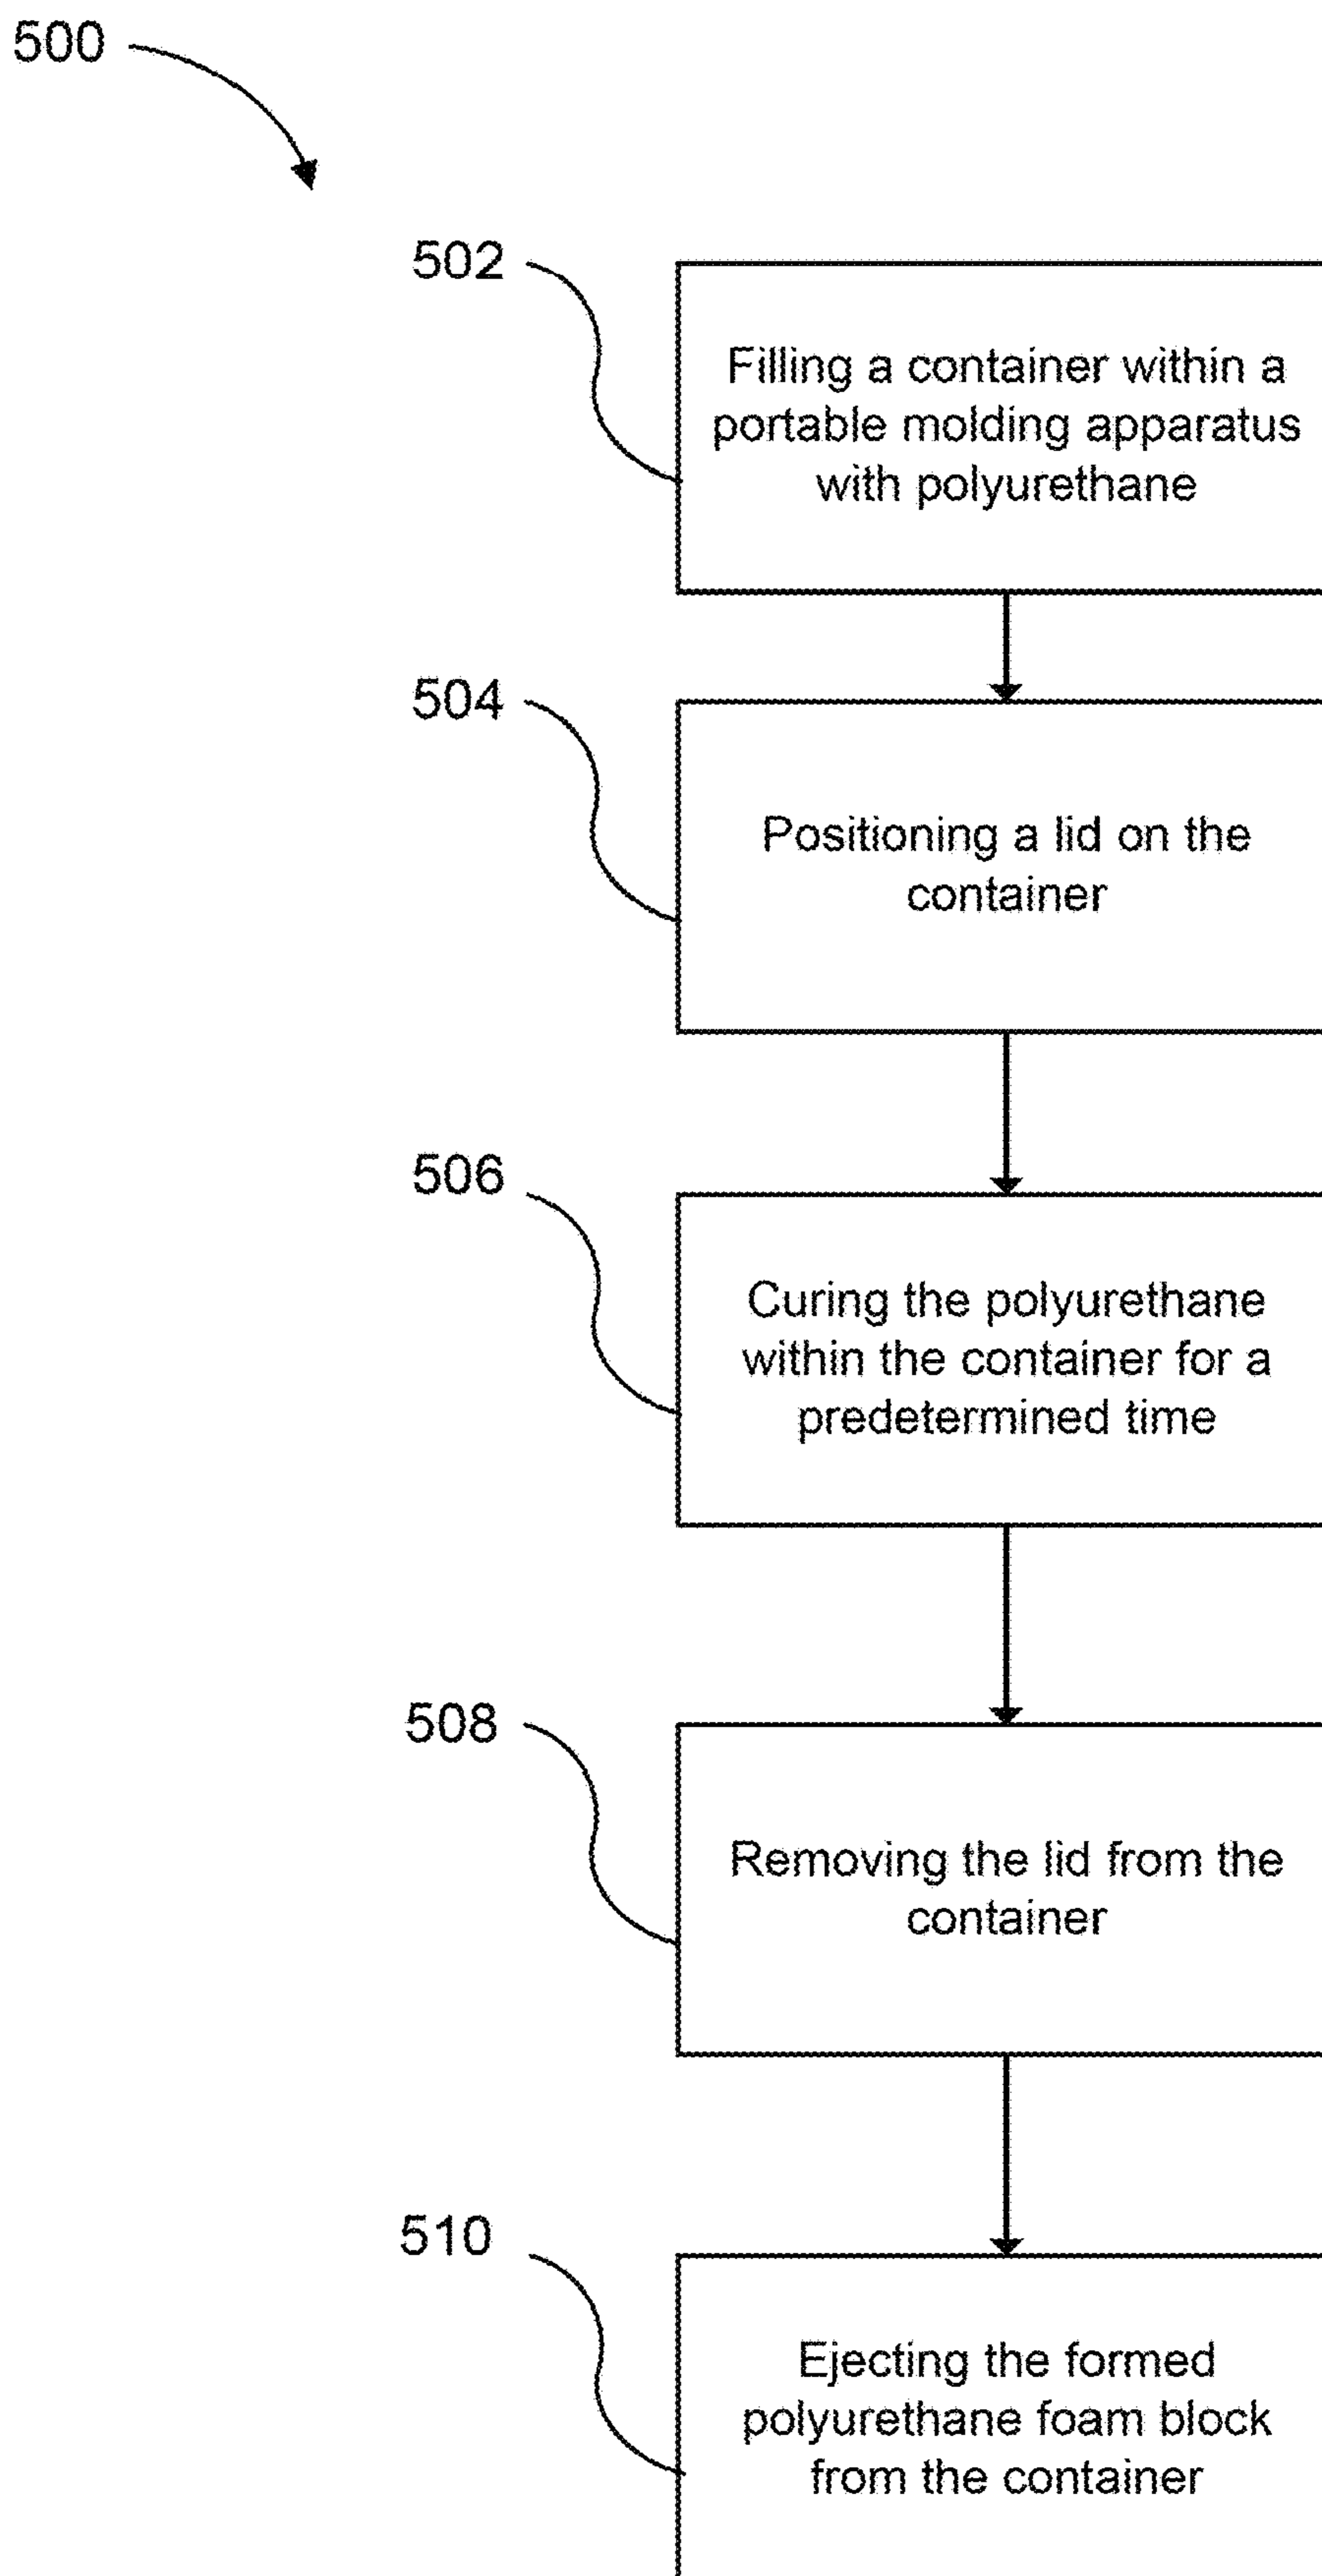 500
502
Filling a container within a
portable molding apparatus
with polyurethane
504
Positioning a lid on the
container
506
Curing the polyurethane
within the container for a
predetermined time
508
Removing the lid from the
container
510
Ejecting the formed
polyurethane foam block
from the container